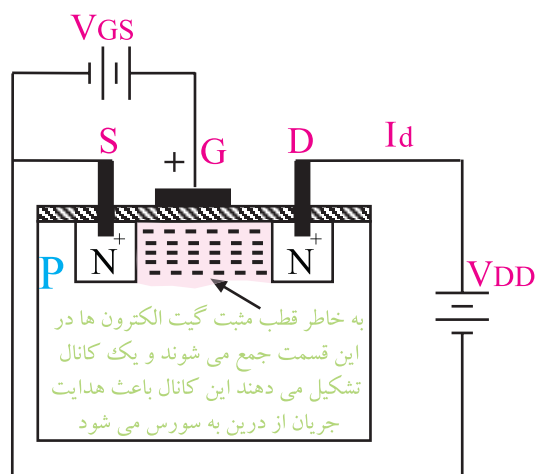 VGS
S
+
G
D
Id
P
N+
N+
VDD
به خاطر قطب مثبت گیت الکترون ها در
این قسمت جمع می شوند و یک کانال
تشکیل می دهند این کانال باعث هدایت
جریان از درین به سورس می شود